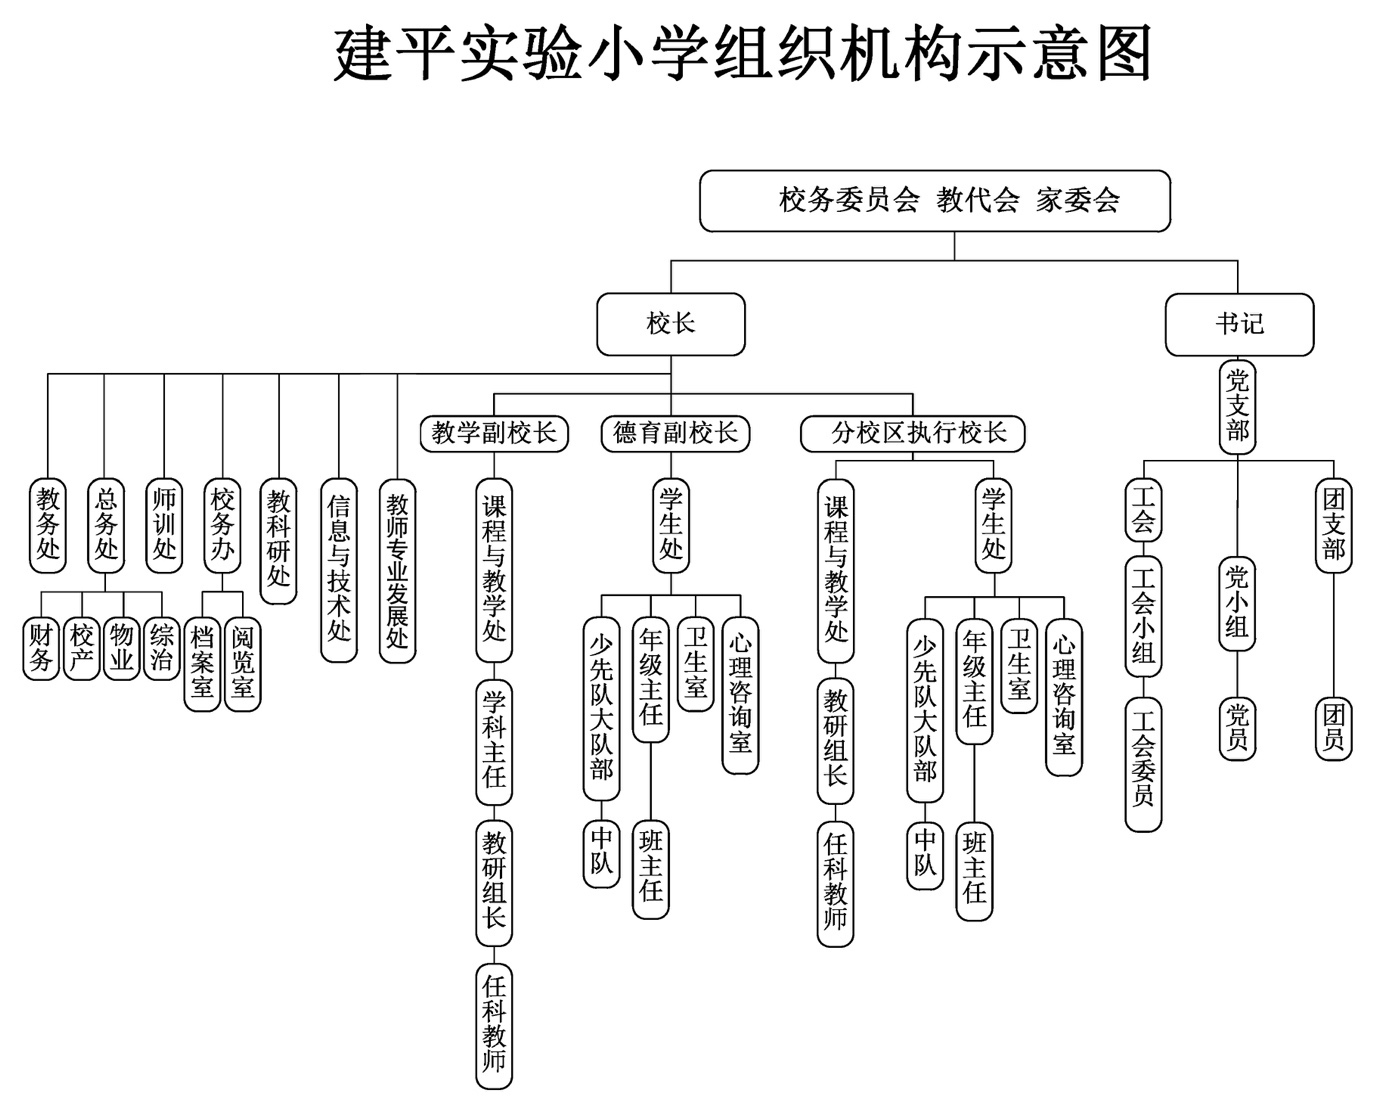 建平实验小学组织机构示意图
校务委员会 教代会 家委会
校长
书记
党支部
教学副校长
德育副校长
分校区执行校长
教务处
总务处
师训处
校务办
教科研处
信息与技术处
教师专业发展处
课程与教学处
学生处
课程与教学处
学生处
工会
团支部
财务
校产
物业
综治
档案室
阅览室
少先队大队部
年级主任
卫生室
心理咨询室
少先队大队部
年级主任
卫生室
心理咨询室
工会小组
党小组
学科主任
教研组长
工会委员
党员
团员
教研组长
中队
班主任
任科教师
中队
班主任
任科教师